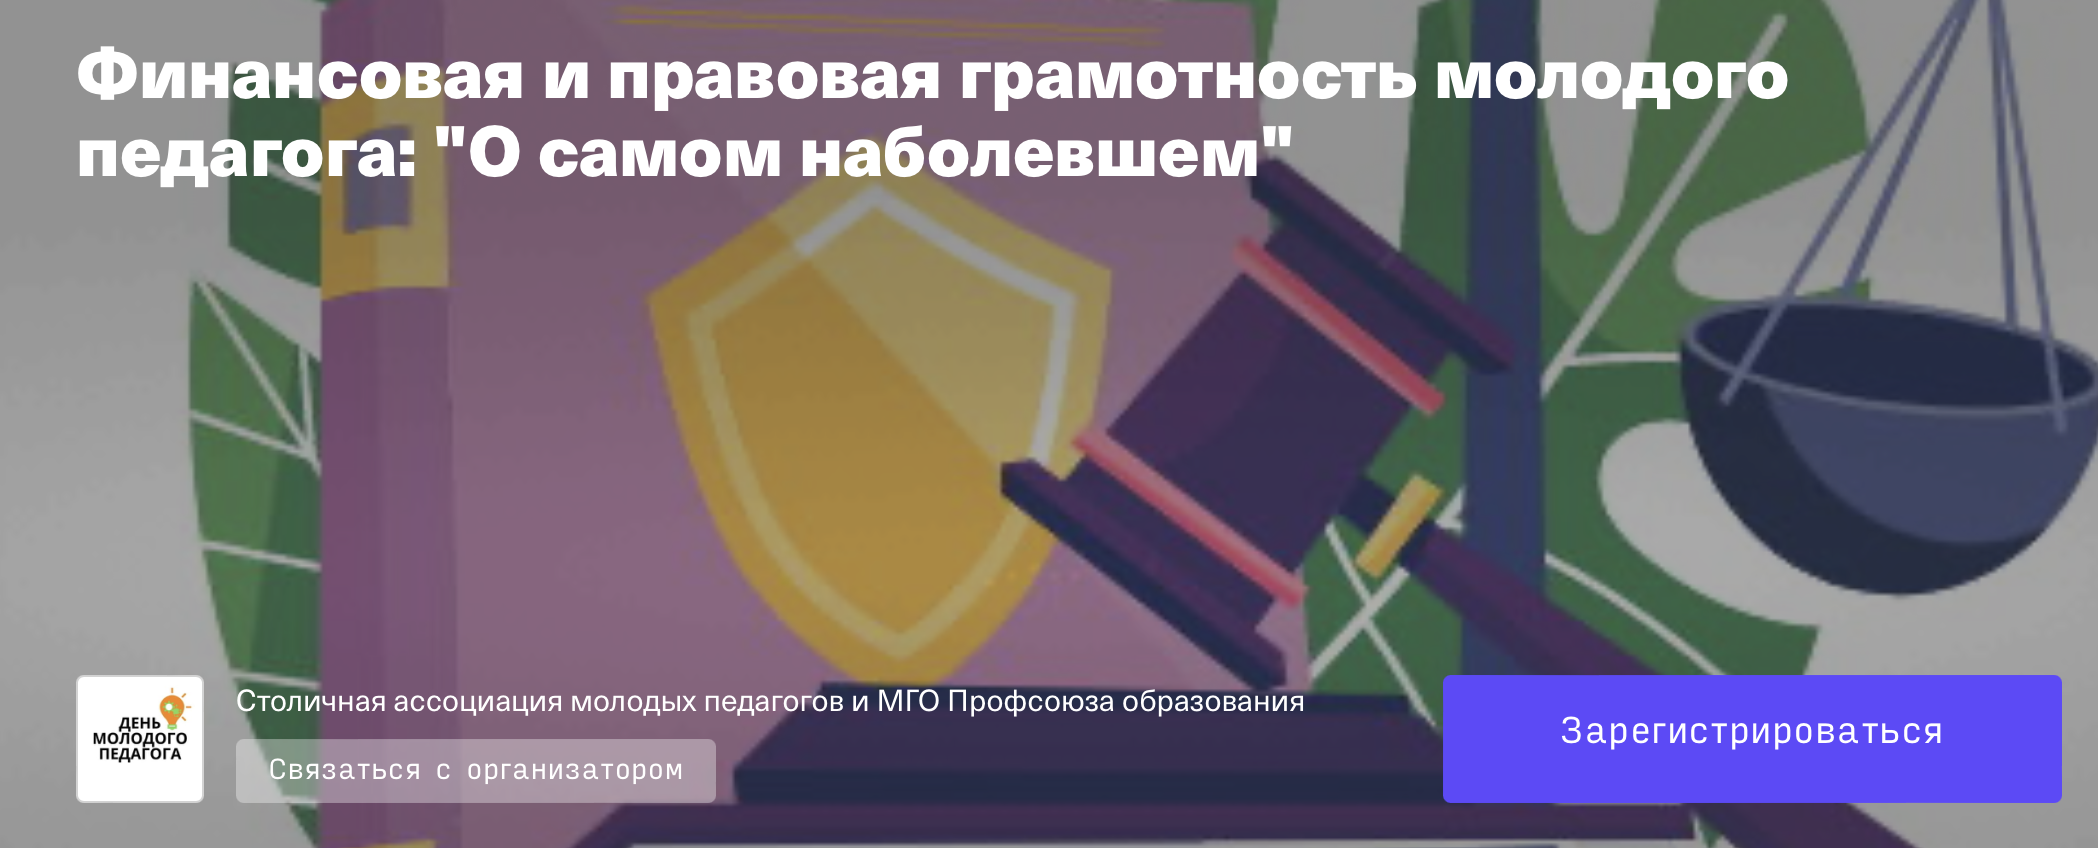 Финансовая и правовая грамотность молодого
педагога: "О самом наболевшем"
ДЕНЬ
МОЛОДОГО
ПЕДАГОГА
Столичная ассоциация молодых педагогов и МГО Профсоюза образования
Связаться с организатором
Зарегистрироваться